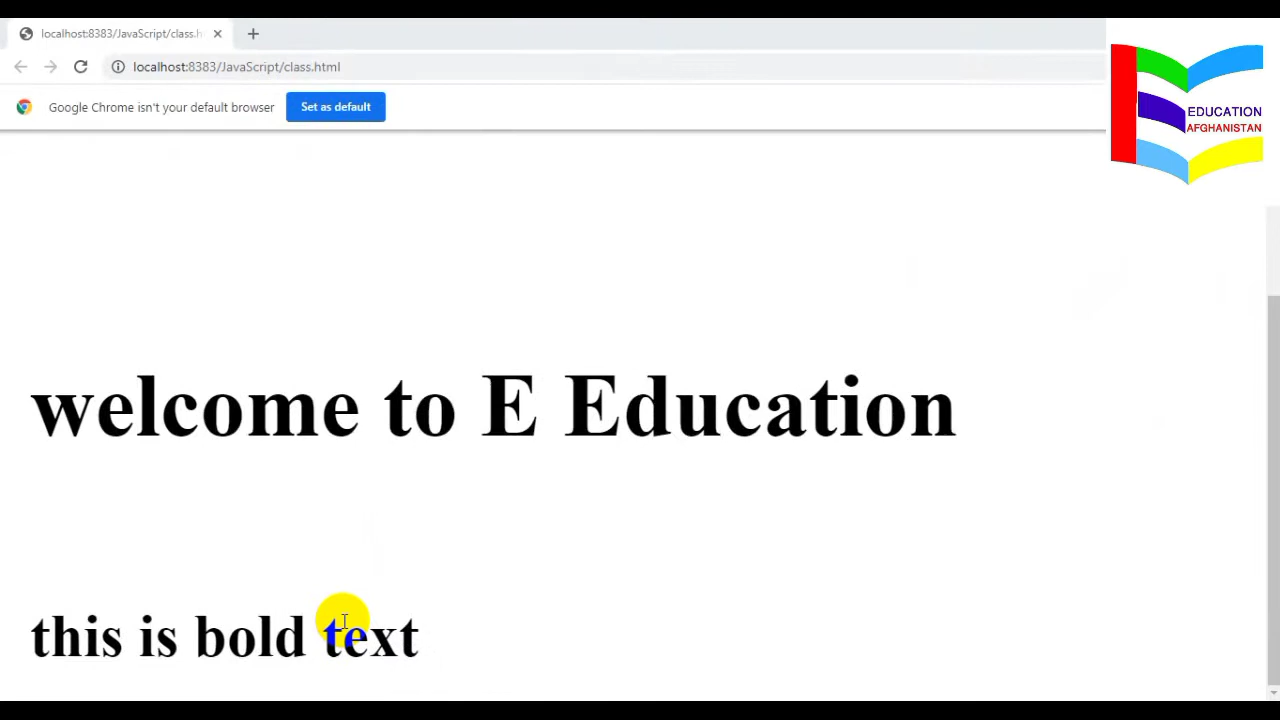 localhost:8383/JavaScript/class.h
localhost:8383/JavaScript/class.html
Google Chrome isn't your default browser
Set as default
EDUCATION
AFGHANISTAN
welcome to E Education
this is bold text